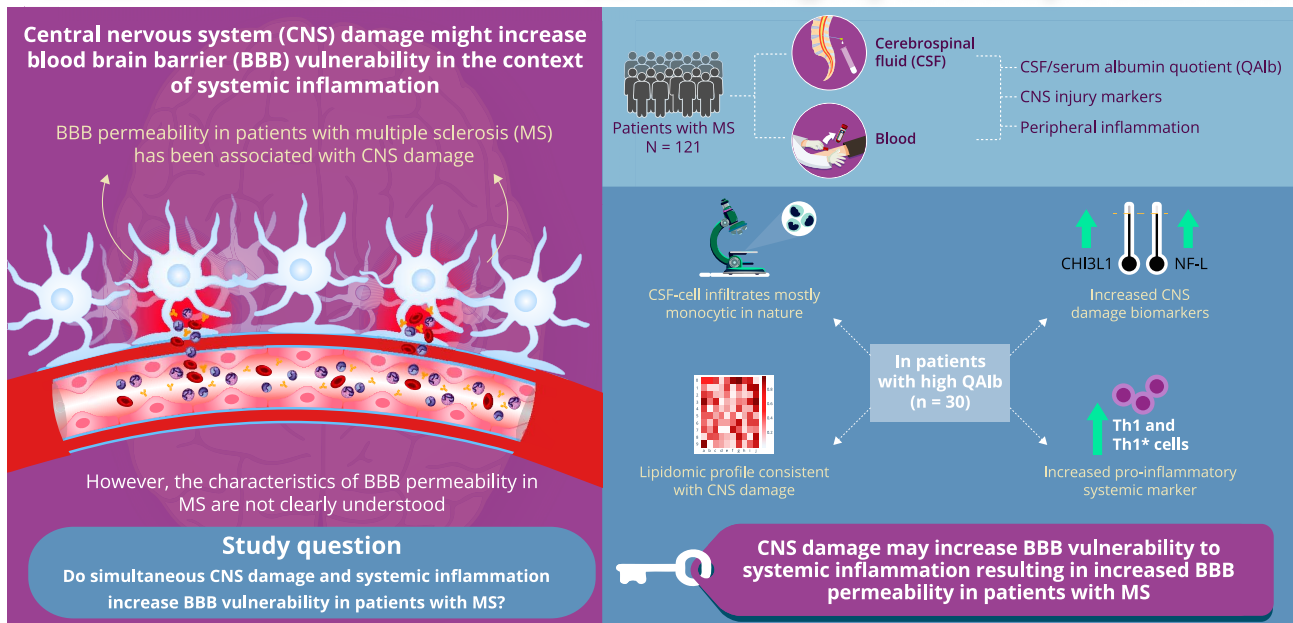 Central nervous system (CNS) damage might increase
blood brain barrier (BBB) vulnerability in the context
of systemic inflammation
BBB permeability in patients with multiple sclerosis (MS)
has been associated with CNS damage
However, the characteristics of BBB permeability in
MS are not clearly understood
Study question
Do simultaneous CNS damage and systemic inflammation
increase BBB vulnerability in patients with MS?
Patients with MS
N = 121
Cerebrospinal
fluid (CSF)
Blood
CSF/serum albumin quotient (QAlb)
CNS injury markers
Peripheral inflammation
CSF-cell infiltrates mostly
monocytic in nature
CHI3L1
NF-L
Increased CNS
damage biomarkers
In patients
with high QAlb
(n = 30)
Lipidomic profile consistent
with CNS damage
Th1 and
Th1* cells
Increased pro-inflammatory
systemic marker
CNS damage may increase BBB vulnerability to
systemic inflammation resulting in increased BBB
permeability in patients with MS